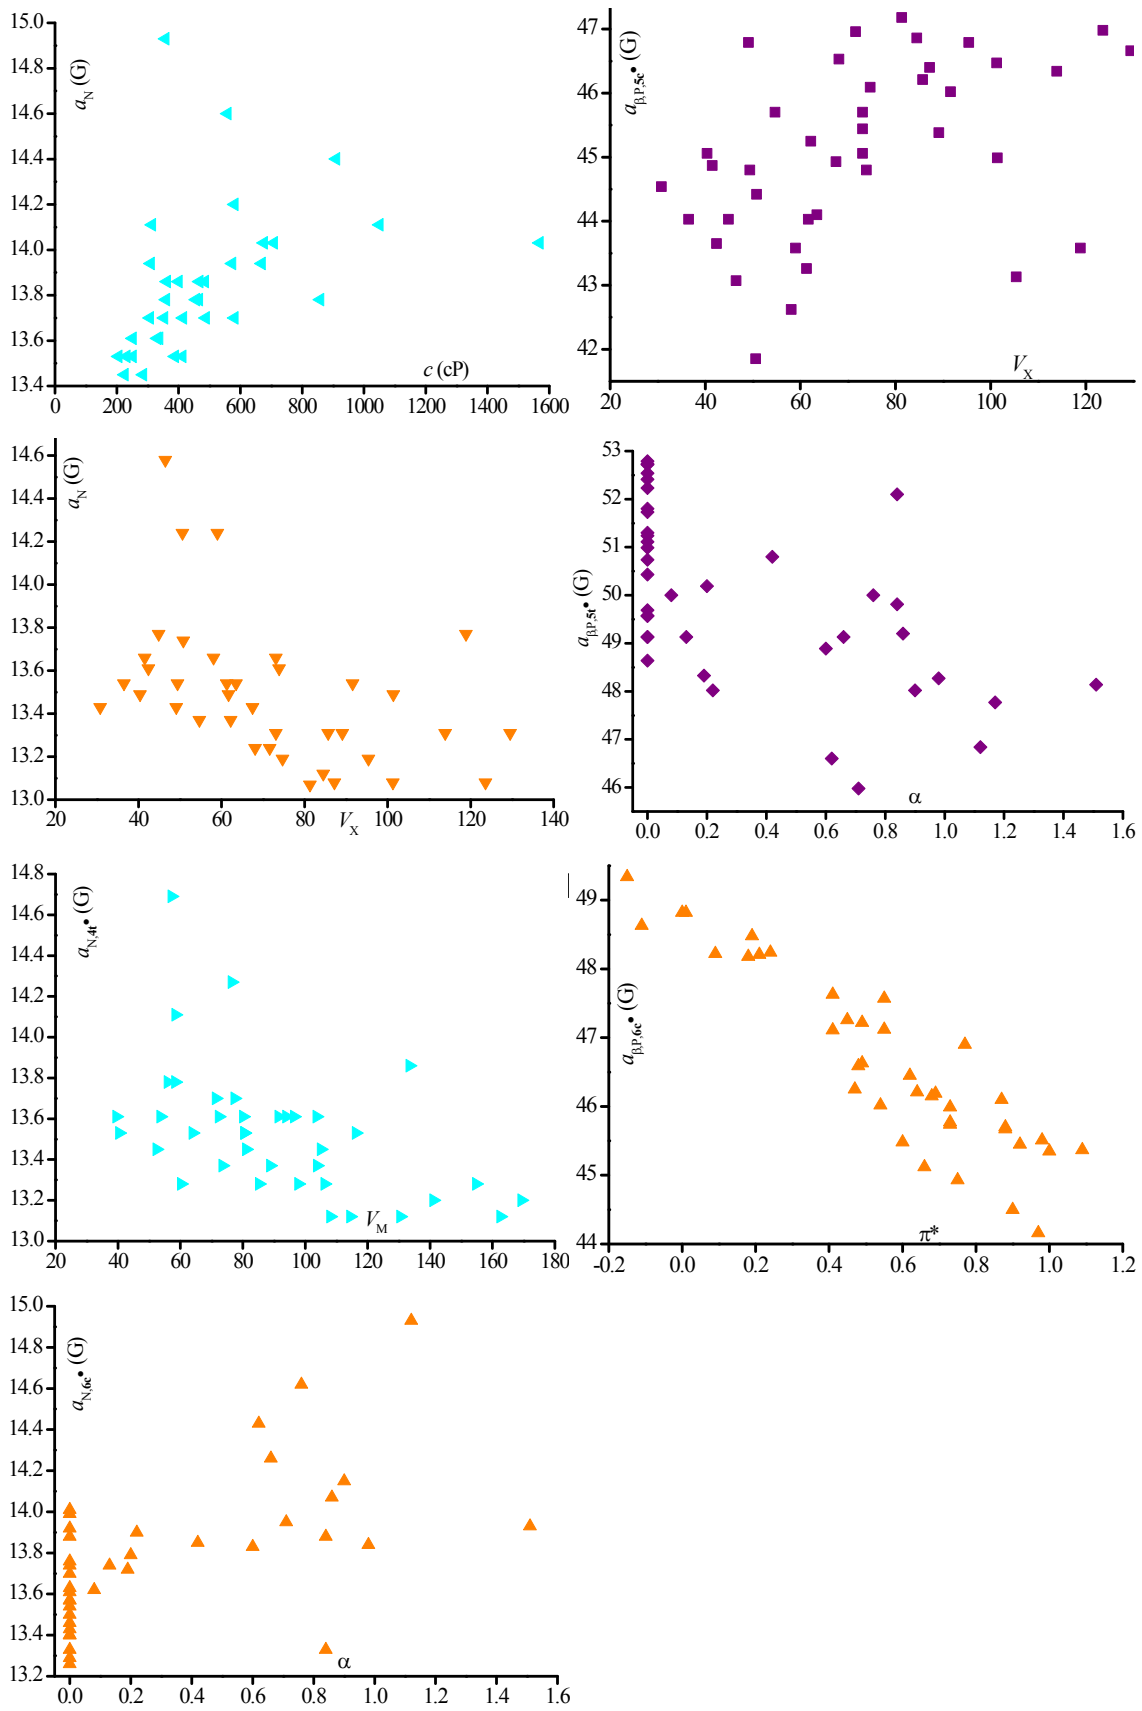 15.0
14.8
14.6
14.4
14.2
14.0
13.8
13.6
13.4
a_N (G)
c (cP)
0 200 400 600 800 1000 1200 1400 1600
47
46
45
44
43
42
a_βP,5c• (G)
V_X
20 40 60 80 100 120
14.6
14.4
14.2
14.0
13.8
13.6
13.4
13.2
13.0
a_N (G)
V_X
20 40 60 80 100 120 140
53
52
51
50
49
48
47
46
a_βP,5t• (G)
α
0.0 0.2 0.4 0.6 0.8 1.0 1.2 1.4 1.6
14.8
14.6
14.4
14.2
14.0
13.8
13.6
13.4
13.2
13.0
a_N,4t• (G)
V_M
20 40 60 80 100 120 140 160 180
49
48
47
46
45
44
a_βP,6c• (G)
π*
-0.2 0.0 0.2 0.4 0.6 0.8 1.0 1.2
15.0
14.8
14.6
14.4
14.2
14.0
13.8
13.6
13.4
13.2
a_N,6c• (G)
α
0.0 0.2 0.4 0.6 0.8 1.0 1.2 1.4 1.6